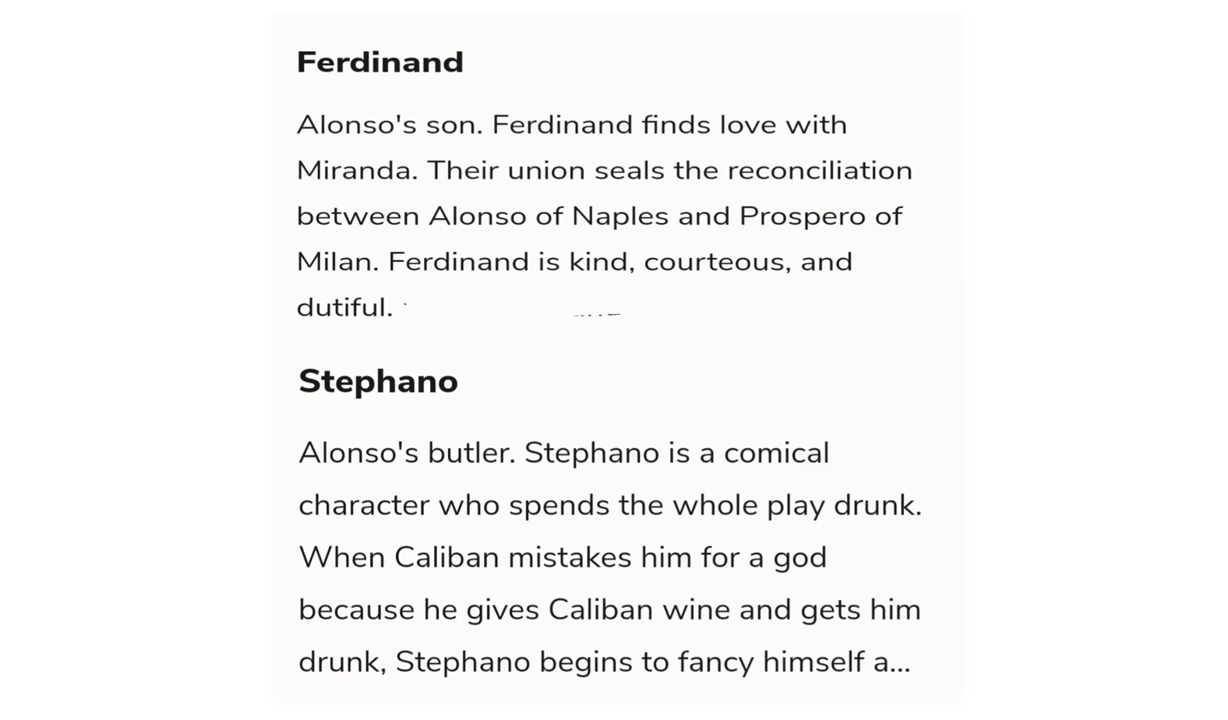 Ferdinand
Alonso's son. Ferdinand finds love with
Miranda. Their union seals the reconciliation
between Alonso of Naples and Prospero of
Milan. Ferdinand is kind, courteous, and
dutiful.
Stephano
Alonso's butler. Stephano is a comical
character who spends the whole play drunk.
When Caliban mistakes him for a god
because he gives Caliban wine and gets him
drunk, Stephano begins to fancy himself a...